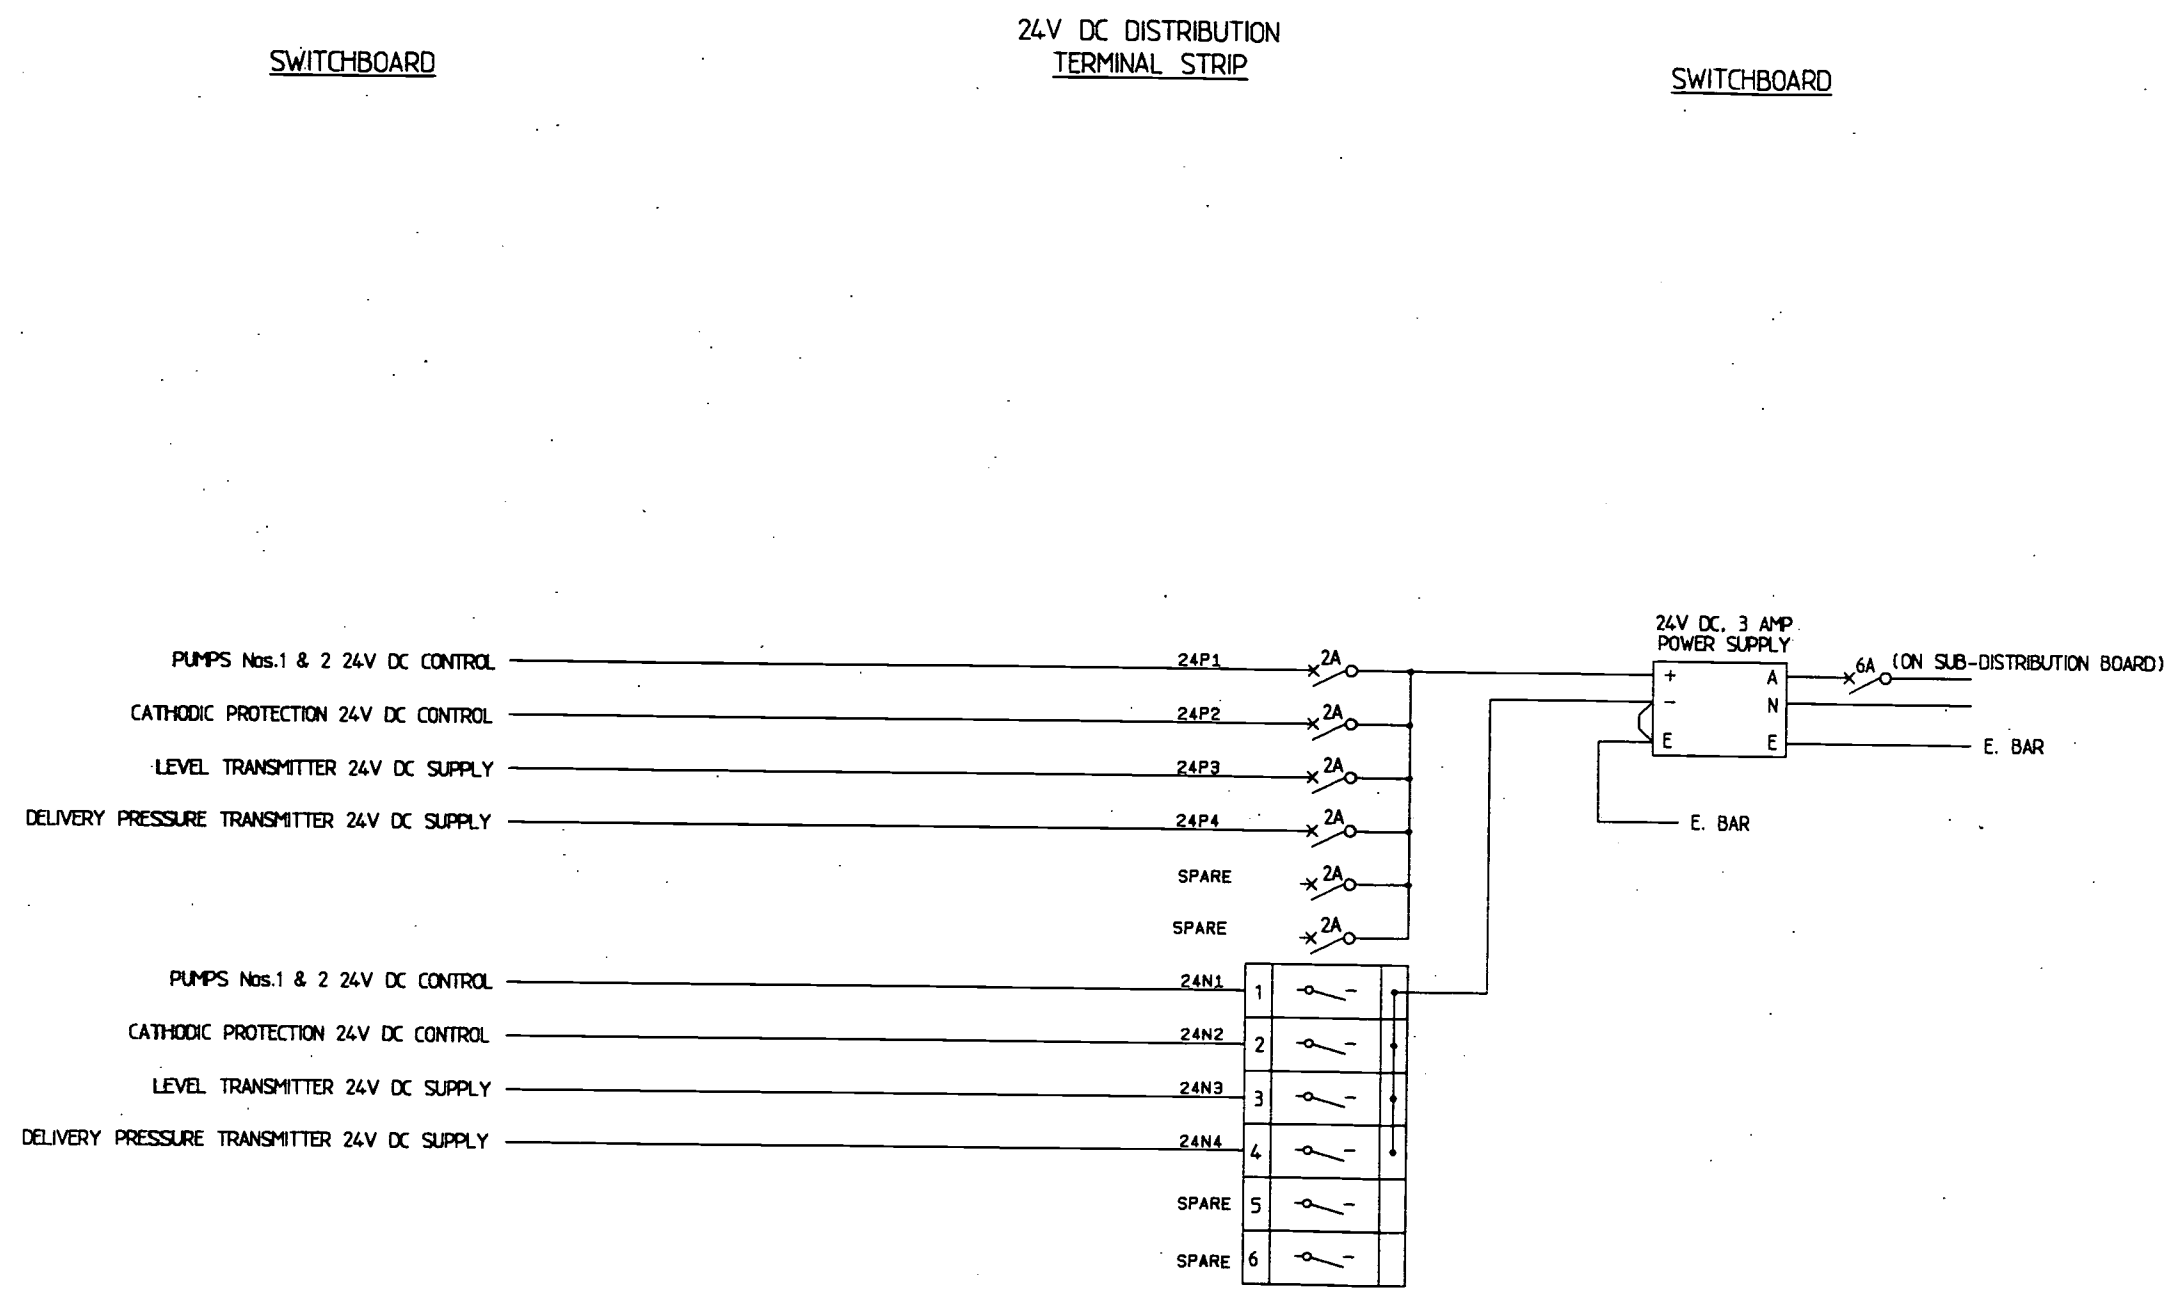 24V DC DISTRIBUTION
TERMINAL STRIP
SWITCHBOARD
SWITCHBOARD
24V DC, 3 AMP
POWER SUPPLY
PUMPS Nos.1 & 2 24V DC CONTROL
24P1
2A
+
A
6A
(ON SUB-DISTRIBUTION BOARD)
CATHODIC PROTECTION 24V DC CONTROL
24P2
2A
-
N
LEVEL TRANSMITTER 24V DC SUPPLY
24P3
2A
E
E
E. BAR
DELIVERY PRESSURE TRANSMITTER 24V DC SUPPLY
24P4
2A
E. BAR
SPARE
2A
SPARE
2A
PUMPS Nos.1 & 2 24V DC CONTROL
24N1
1
CATHODIC PROTECTION 24V DC CONTROL
24N2
2
LEVEL TRANSMITTER 24V DC SUPPLY
24N3
3
DELIVERY PRESSURE TRANSMITTER 24V DC SUPPLY
24N4
4
SPARE
5
SPARE
6